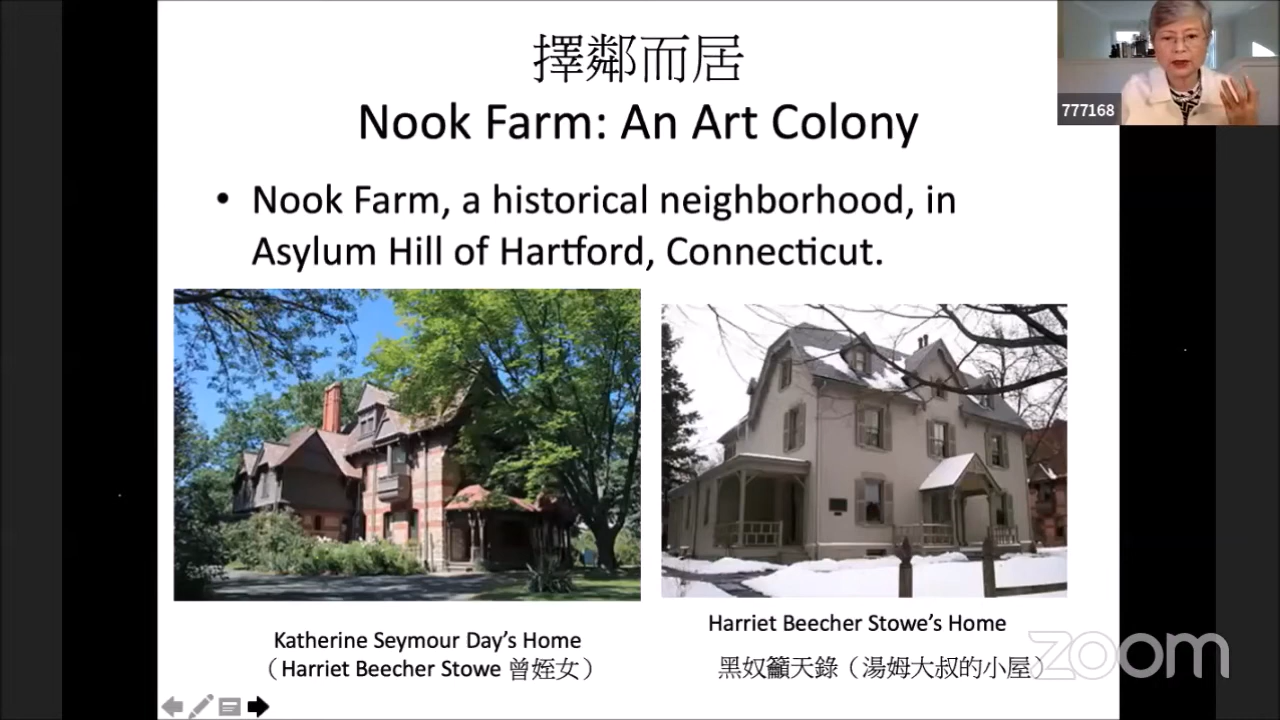 擇鄰而居
Nook Farm: An Art Colony
777168
• Nook Farm, a historical neighborhood, in
Asylum Hill of Hartford, Connecticut.
Katherine Seymour Day’s Home
（Harriet Beecher Stowe 曾姪女）
Harriet Beecher Stowe’s Home
黑奴籲天錄（湯姆大叔的小屋）
zoom